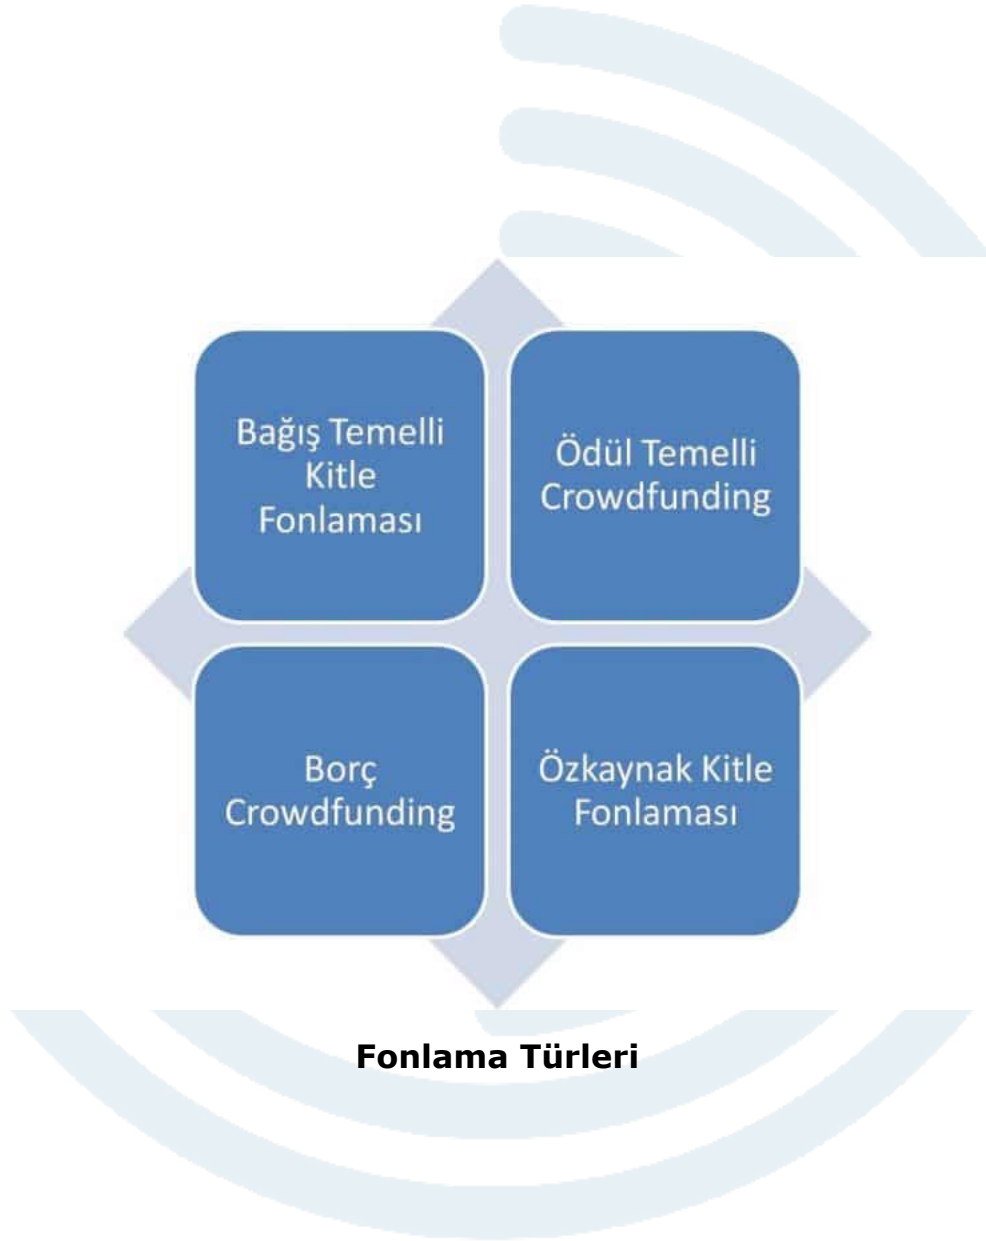 Bağış Temelli
Kitle
Fonlaması
Ödül Temelli
Crowdfunding
Borç
Crowdfunding
Özkaynak Kitle
Fonlaması
Fonlama Türleri